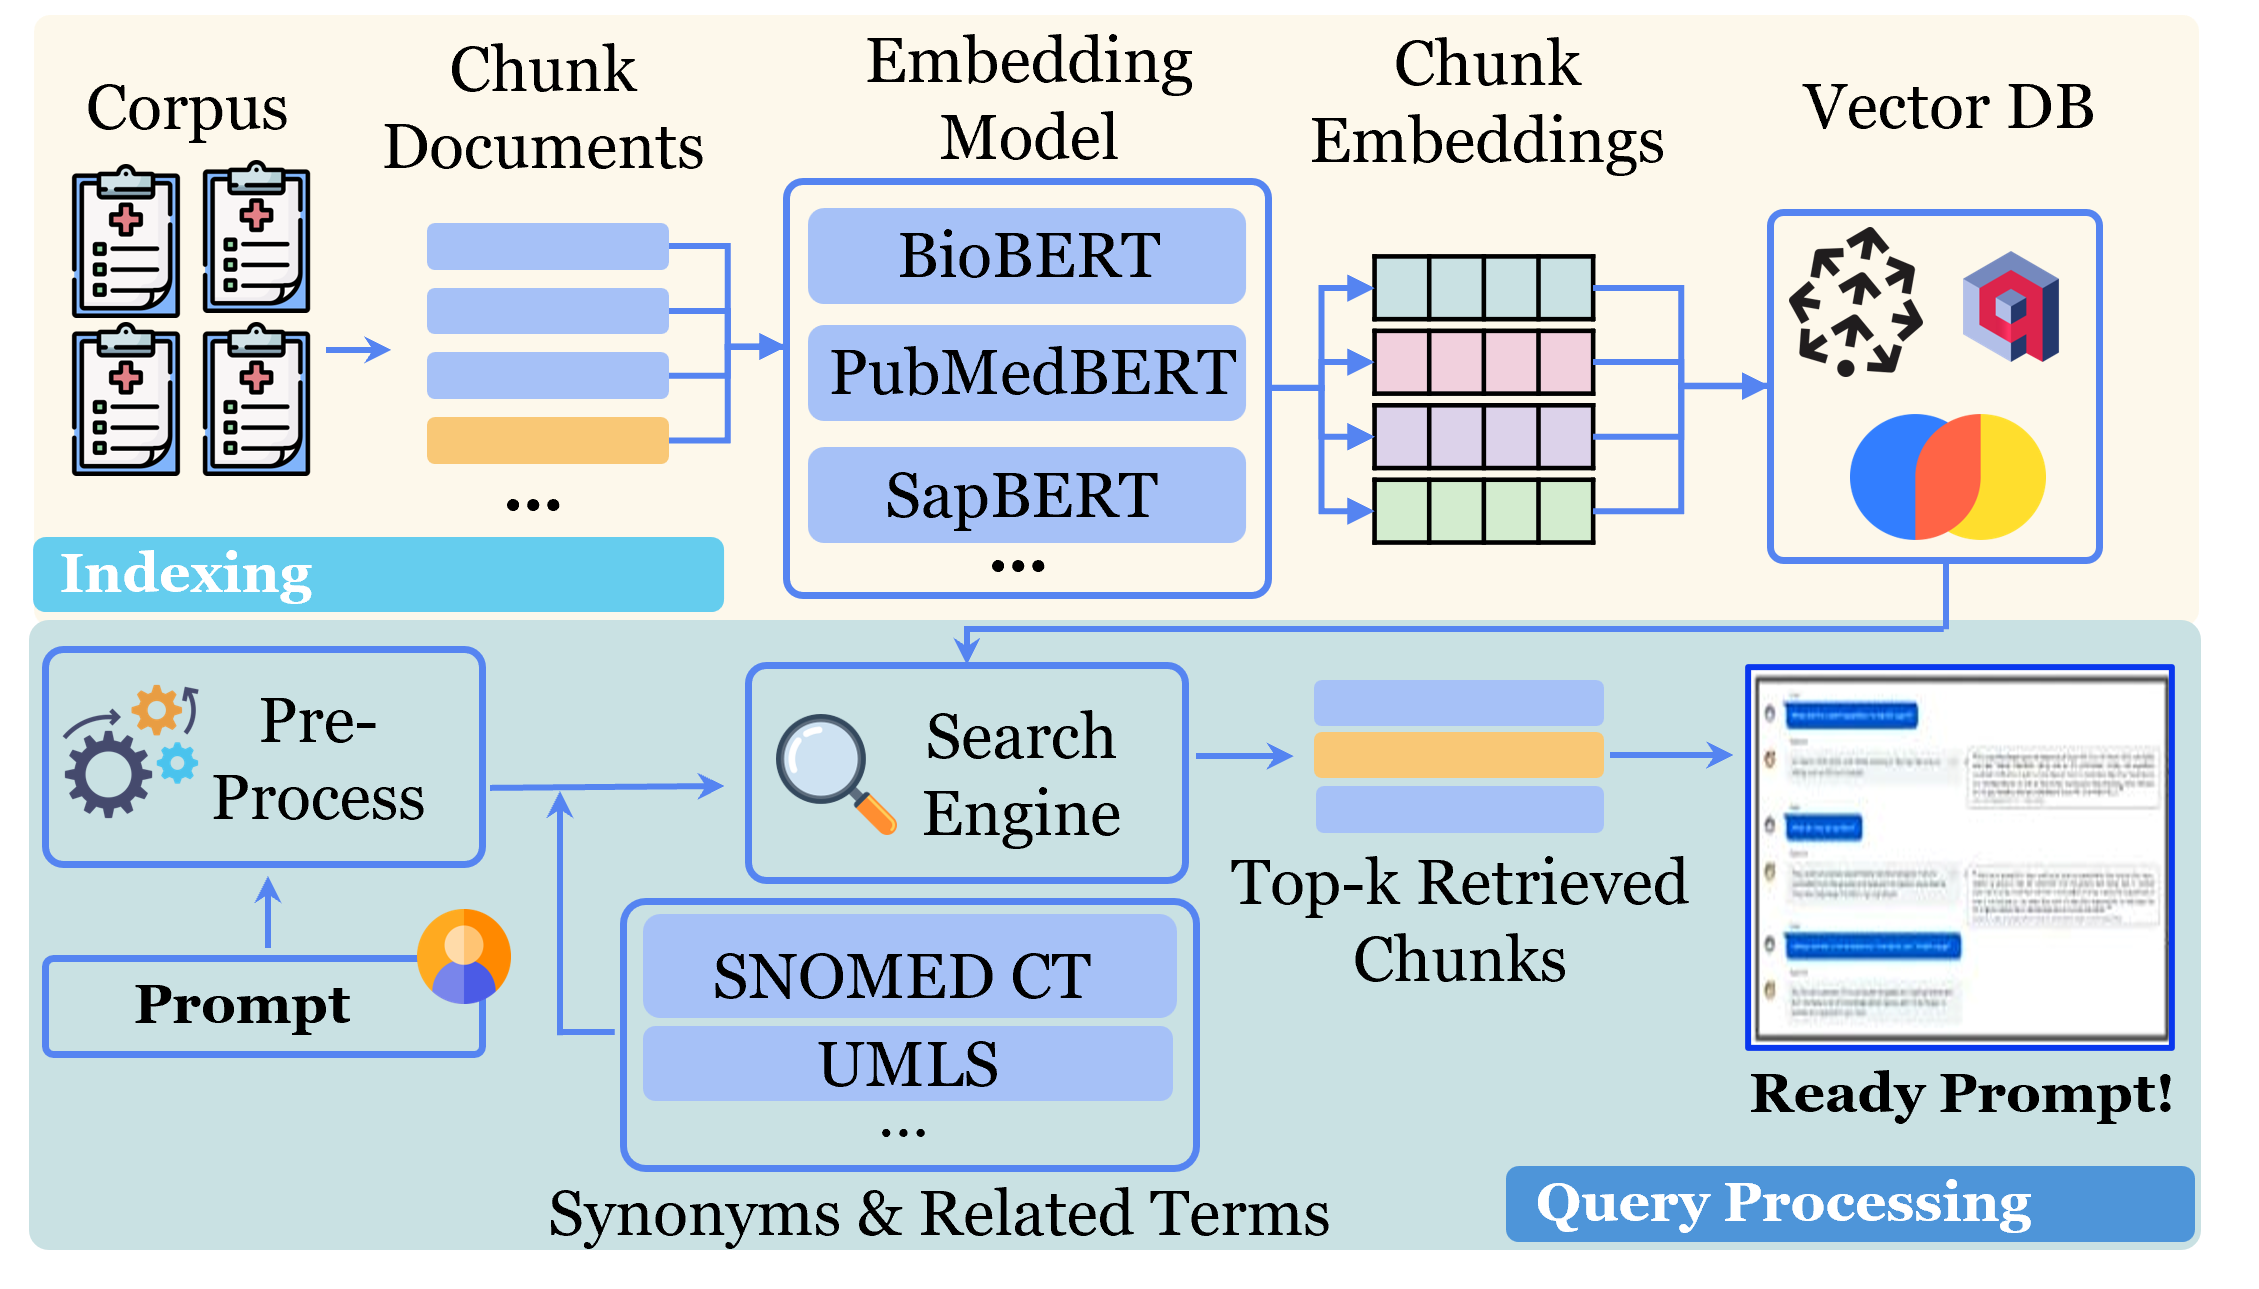 Corpus
Chunk
Documents
...
Embedding
Model
BioBERT
PubMedBERT
SapBERT
...
Chunk
Embeddings
Vector DB
Indexing
Pre-
Process
Prompt
Search
Engine
SNOMED CT
UMLS
...
Synonyms & Related Terms
Top-k Retrieved
Chunks
Ready Prompt!
Query Processing